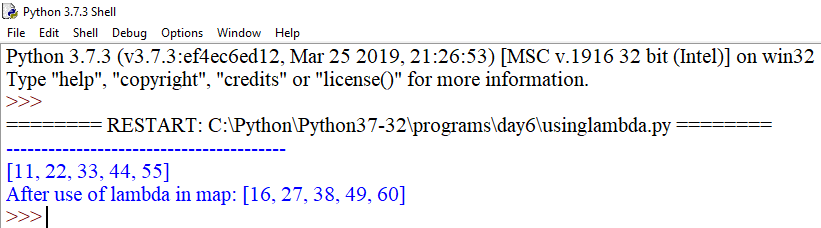 Python 3.7.3 Shell
File Edit Shell Debug Options Window Help
Python 3.7.3 (v3.7.3:ef4ec6ed12, Mar 25 2019, 21:26:53) [MSC v.1916 32 bit (Intel)] on win32
Type "help", "copyright", "credits" or "license()" for more information.
>>>
======== RESTART: C:\Python\Python37-32\programs\day6\usinglambda.py ========
----------------------------------------
[11, 22, 33, 44, 55]
After use of lambda in map: [16, 27, 38, 49, 60]
>>>